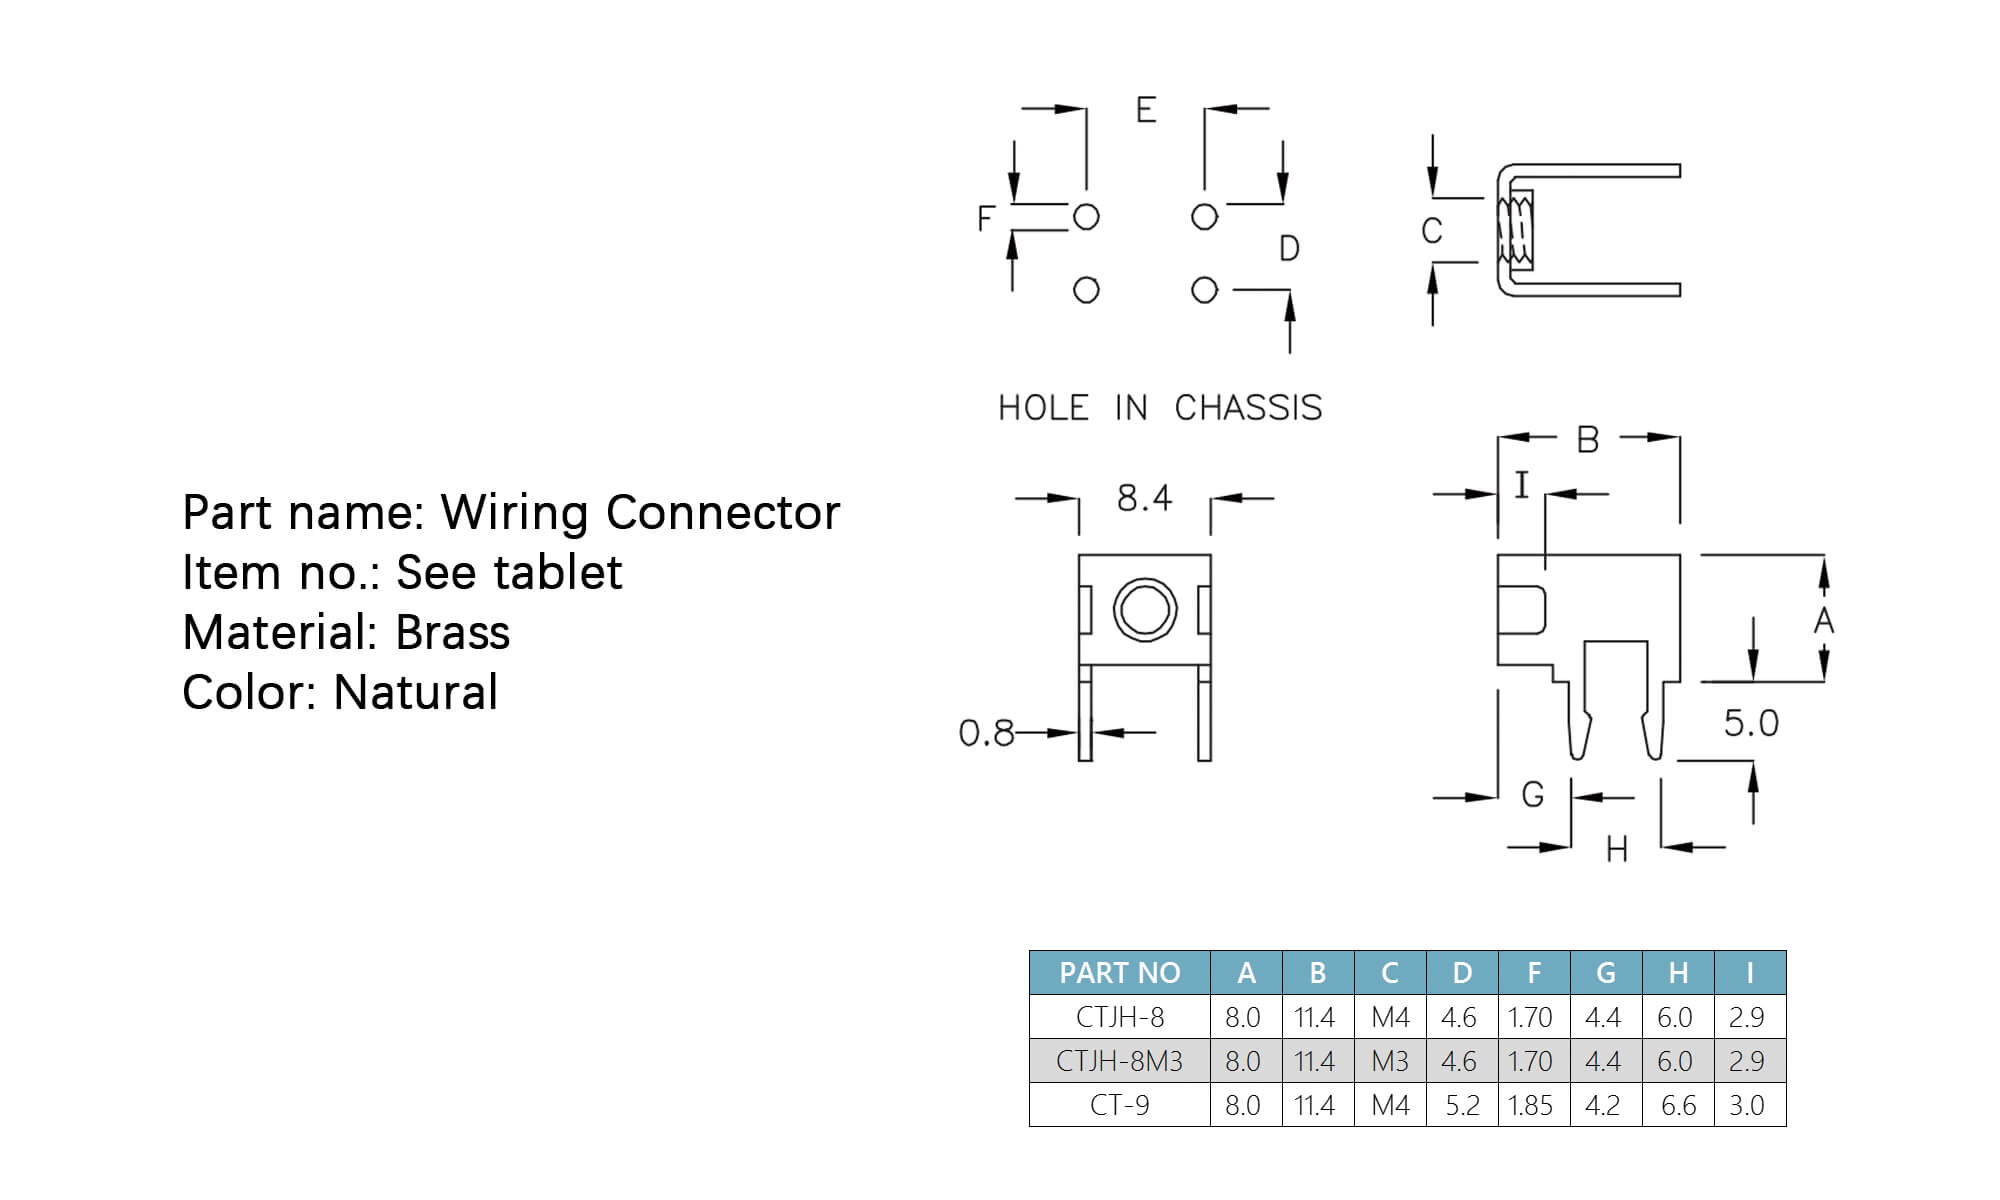 E
F
D
C
HOLE IN CHASSIS
B
I
8.4
A
0.8
5.0
G
H
Part name: Wiring Connector
Item no.: See tablet
Material: Brass
Color: Natural
PART NO A B C D F G H I
CTJH-8 8.0 11.4 M4 4.6 1.70 4.4 6.0 2.9
CTJH-8M3 8.0 11.4 M3 4.6 1.70 4.4 6.0 2.9
CT-9 8.0 11.4 M4 5.2 1.85 4.2 6.6 3.0